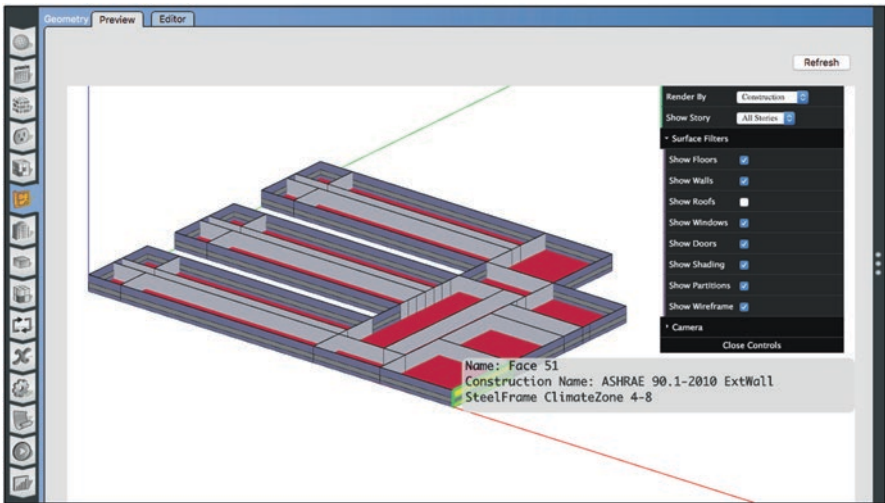 Geometry Preview Editor
Refresh
Render By Construction
Show Story All Stories
Surface Filters
Show Floors
Show Walls
Show Roofs
Show Windows
Show Doors
Show Shading
Show Partitions
Show Wireframe
Camera
Close Controls
Name: Face 51
Construction Name: ASHRAE 90.1-2010 ExtWall
SteelFrame ClimateZone 4-8